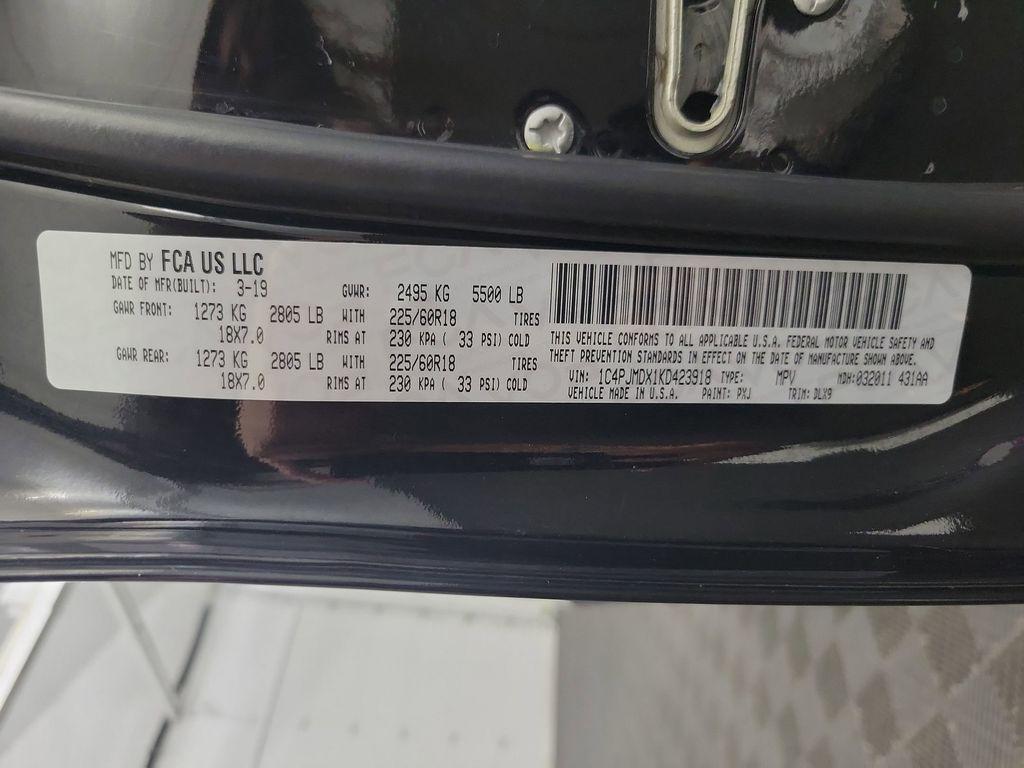 MFD BY FCA US LLC
DATE OF MFR(BUILT): 3-19 GVWR: 2495 KG 5500 LB
GAWR FRONT: 1273 KG 2805 LB WITH 225/60R18 TIRES
18X7.0 RIMS AT 230 KPA ( 33 PSI) COLD
GAWR REAR: 1273 KG 2805 LB WITH 225/60R18 TIRES
18X7.0 RIMS AT 230 KPA ( 33 PSI) COLD
THIS VEHICLE CONFORMS TO ALL APPLICABLE U.S.A. FEDERAL MOTOR VEHICLE SAFETY AND
THEFT PREVENTION STANDARDS IN EFFECT ON THE DATE OF MANUFACTURE SHOWN ABOVE.
VIN: 1C4PJMDX1KD423918 TYPE: MPV MDH:032011 431AA
VEHICLE MADE IN U.S.A. PAINT: PXJ TRIM: DLX9